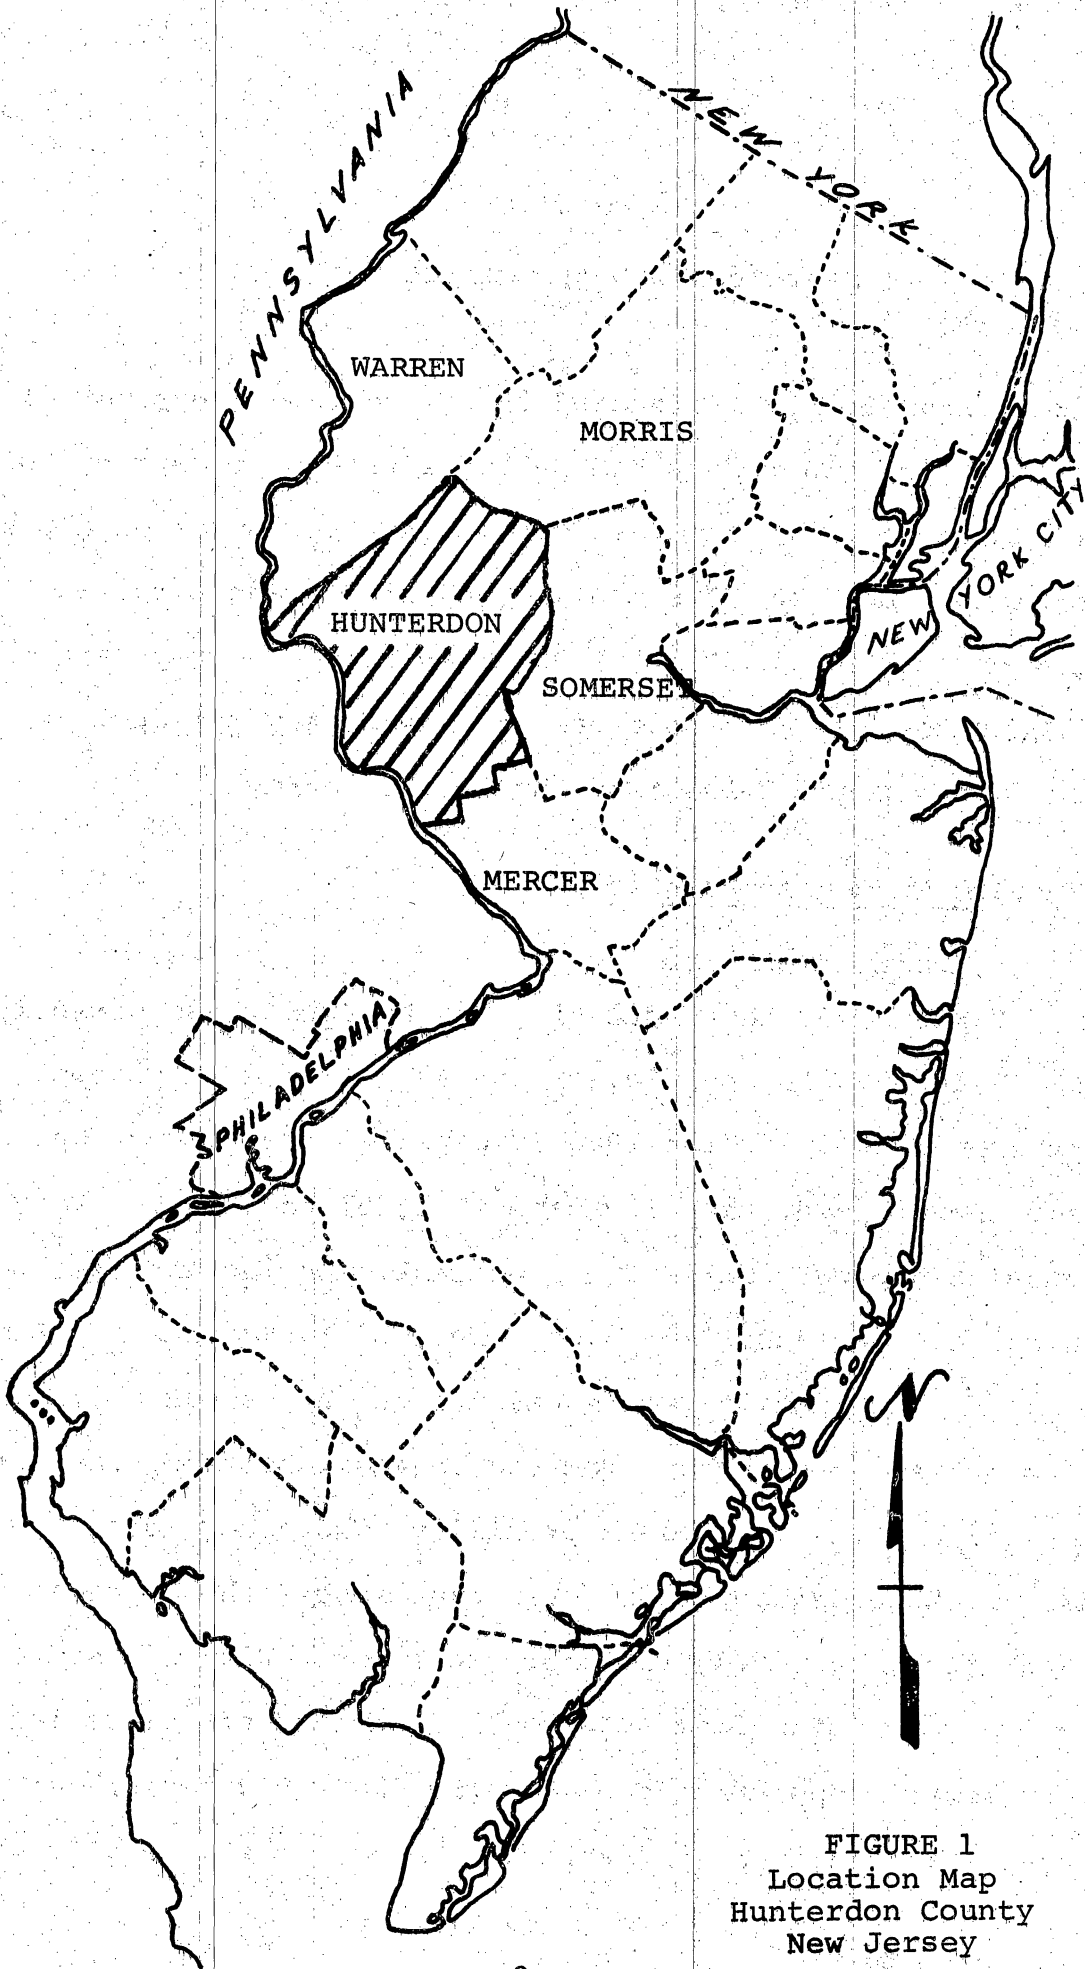 PENNSYLVANIA
NEW YORK
WARREN
MORRIS
NEW YORK CITY
HUNTERDON
SOMERSET
MERCER
PHILADELPHIA
N
FIGURE 1
Location Map
Hunterdon County
New Jersey